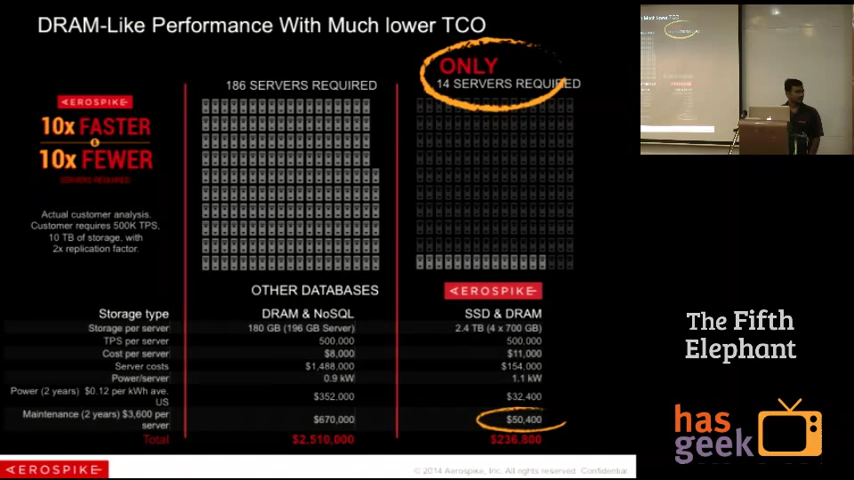 DRAM-Like Performance With Much lower TCO
AEROSPIKE
10x FASTER
&
10x FEWER
SERVERS REQUIRED
Actual customer analysis.
Customer requires 500K TPS,
10 TB of storage, with
2x replication factor.
186 SERVERS REQUIRED
ONLY
14 SERVERS REQUIRED
OTHER DATABASES
AEROSPIKE
Storage type DRAM & NoSQL SSD & DRAM
Storage per server 180 GB (196 GB Server) 2.4 TB (4 x 700 GB)
TPS per server 500,000 500,000
Cost per server $8,000 $11,000
Server costs $1,488,000 $154,000
Power/server 0.9 kW 1.1 kW
Power (2 years) $0.12 per kWh ave.
US $352,000 $32,400
Maintenance (2 years) $3,600 per
server $670,000 $50,400
Total $2,510,000 $236,800
AEROSPIKE
© 2014 Aerospike, Inc. All rights reserved. Confidential.
The Fifth
Elephant
has
geek